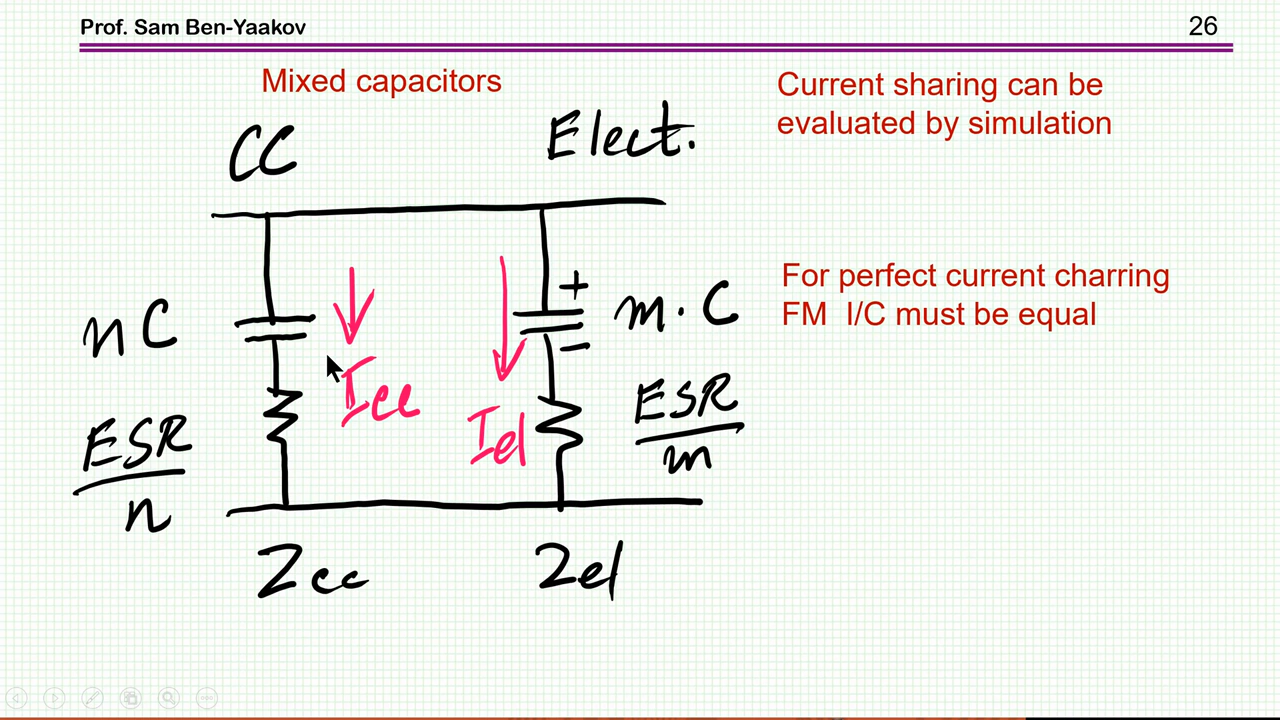 Prof. Sam Ben-Yaakov
26
Mixed capacitors
Current sharing can be
evaluated by simulation
CC
Elect.
For perfect current charring
FM I/C must be equal
+
nC
m·C
−
Icc
ESR
n
Iel
ESR
m
Zcc
Zel